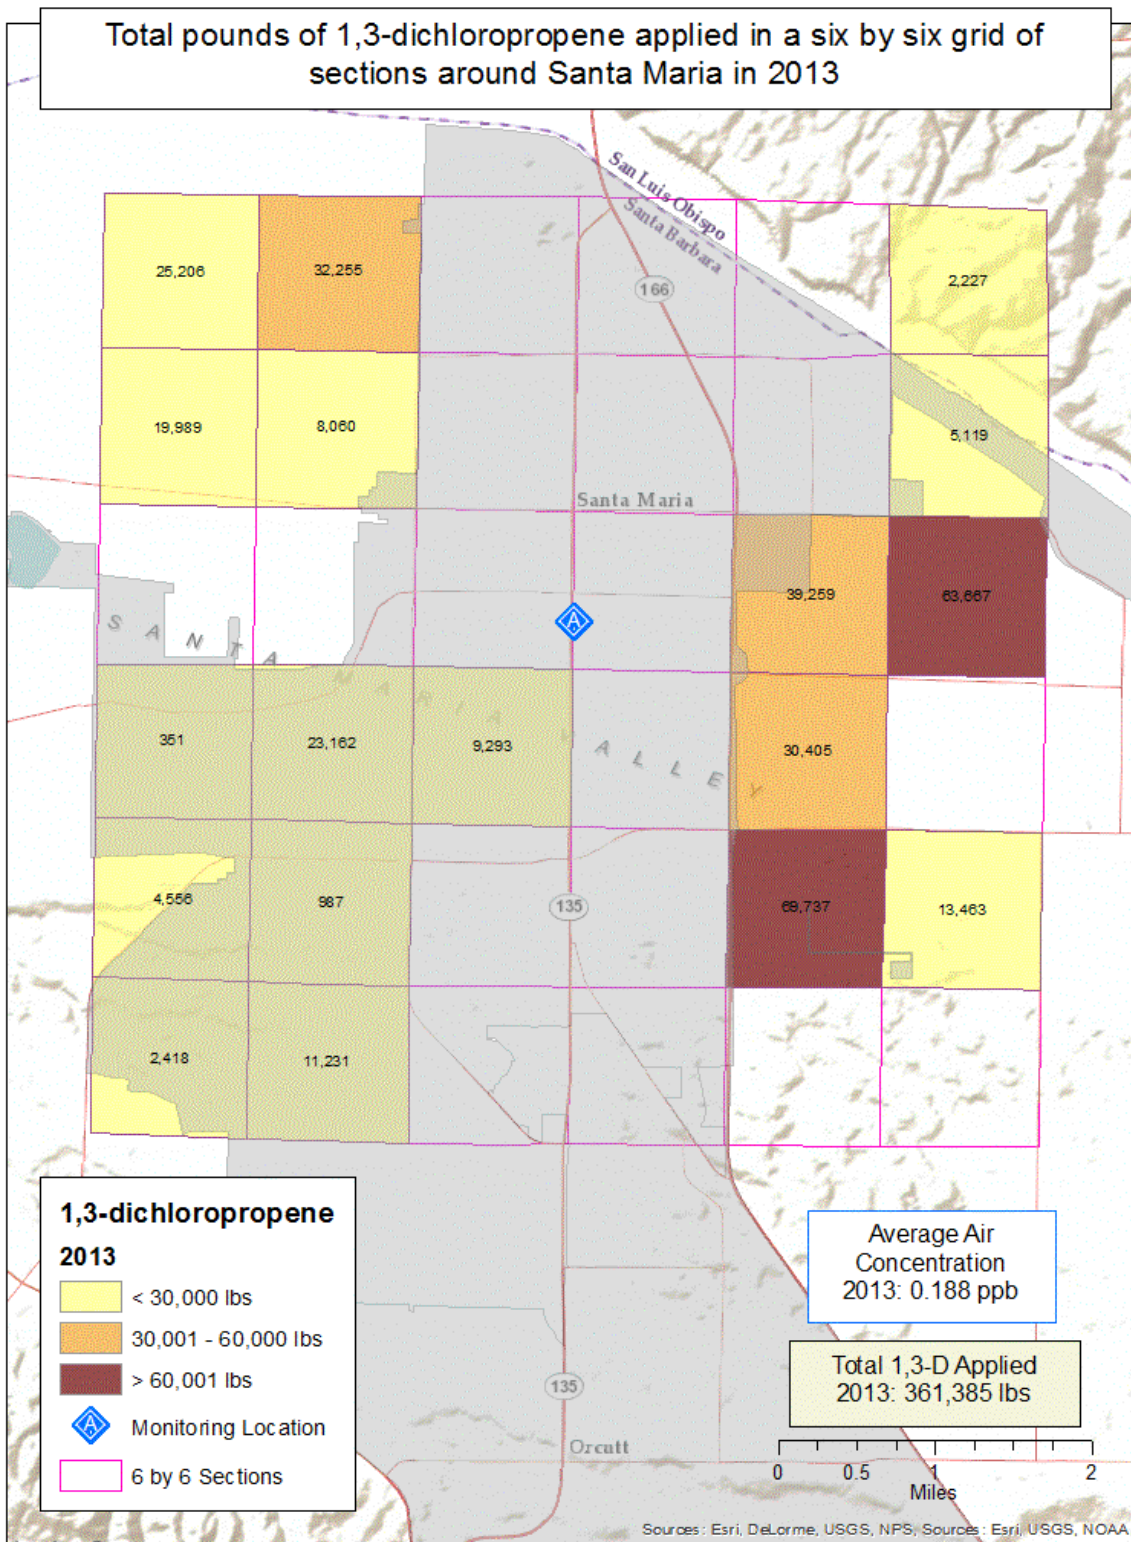 Total pounds of 1,3-dichloropropene applied in a six by six grid of
sections around Santa Maria in 2013
San Luis Obispo
Santa Barbara
25,206
32,255
166
2,227
19,989
8,060
5,119
Santa Maria
39,259
63,667
A
SANTA MARIA VALLEY
351
23,162
9,293
30,405
4,556
987
135
69,737
13,463
2,418
11,231
1,3-dichloropropene
2013
< 30,000 lbs
30,001 - 60,000 lbs
> 60,001 lbs
A
Monitoring Location
6 by 6 Sections
Average Air
Concentration
2013: 0.188 ppb
Total 1,3-D Applied
2013: 361,385 lbs
135
Orcutt
0 0.5 1 2
Miles
Sources: Esri, DeLorme, USGS, NPS, Sources: Esri, USGS, NOAA